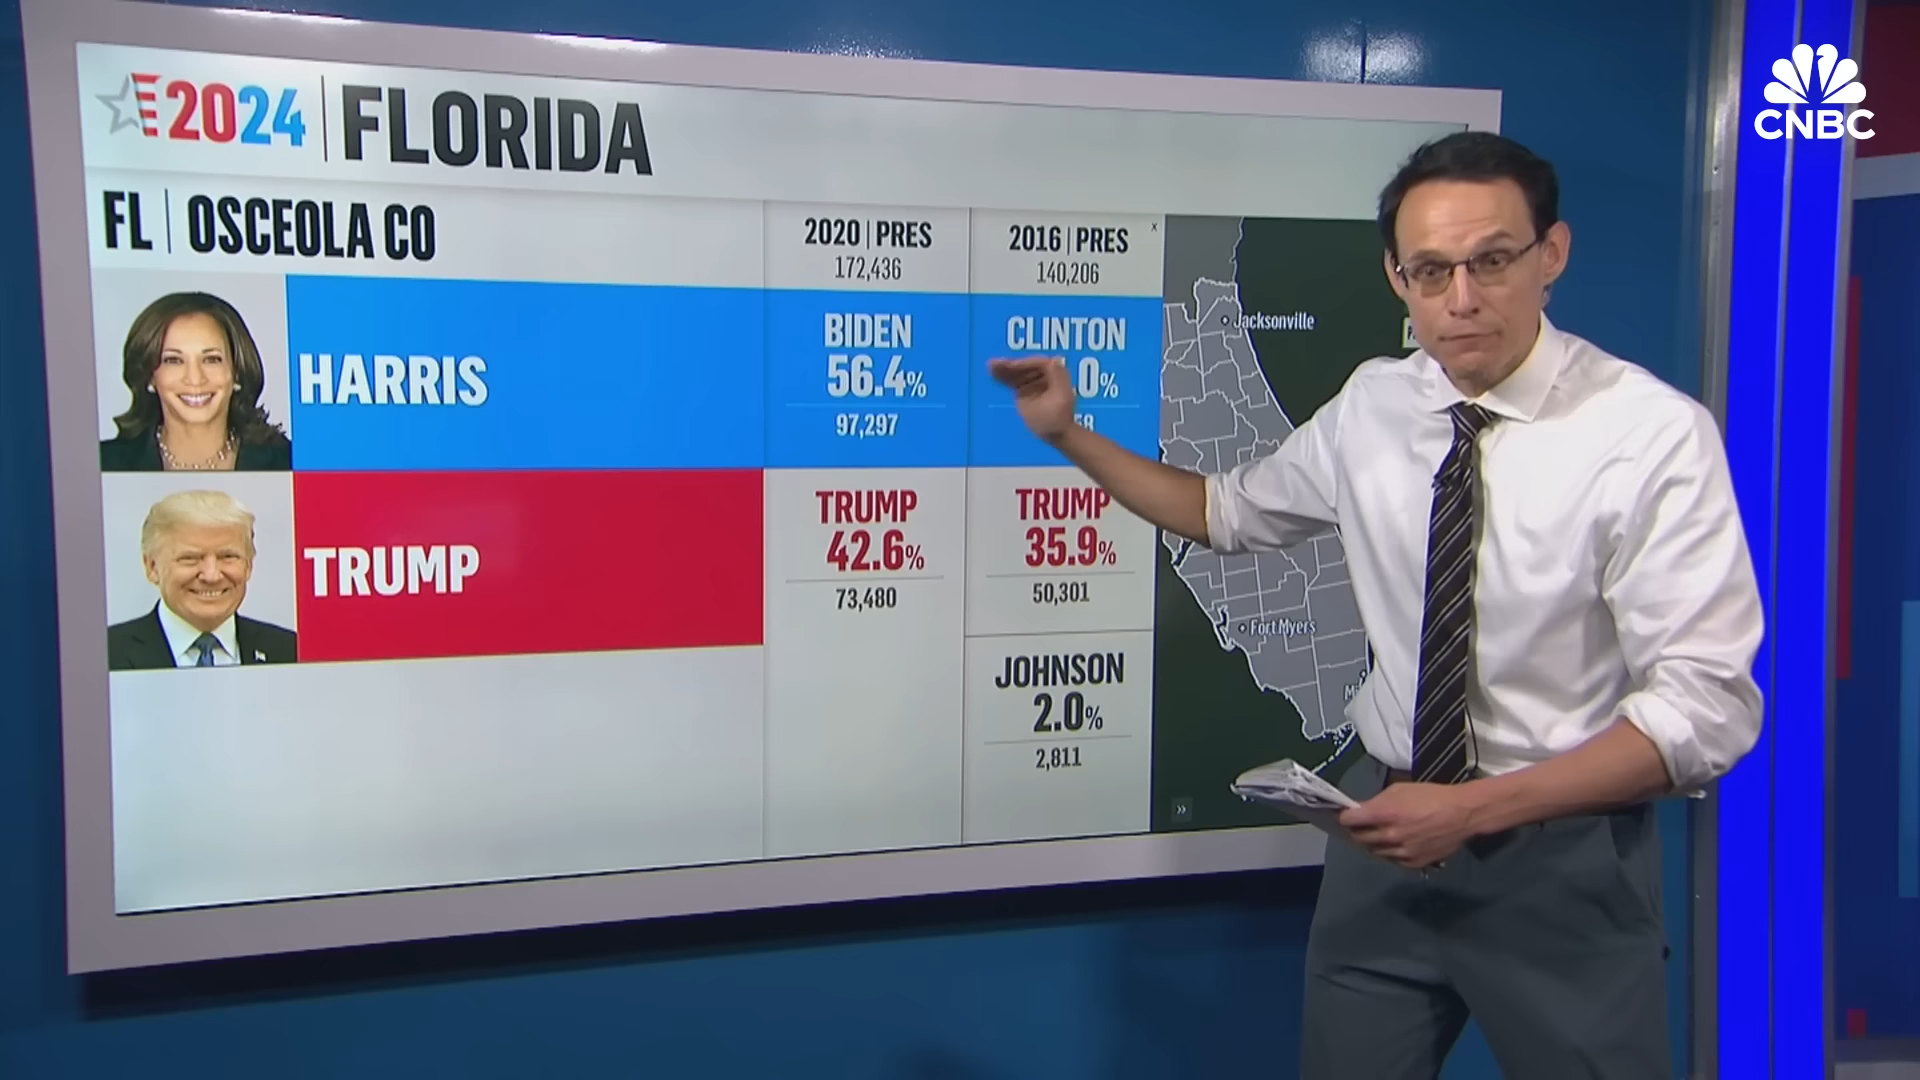 CNBC
2024 | FLORIDA
FL | OSCEOLA CO
HARRIS
TRUMP
2020 | PRES
172,436
BIDEN
56.4%
97,297
TRUMP
42.6%
73,480
2016 | PRES
140,206
CLINTON
.0%
58
TRUMP
35.9%
50,301
JOHNSON
2.0%
2,811
x
Jacksonville
Fort Myers
»